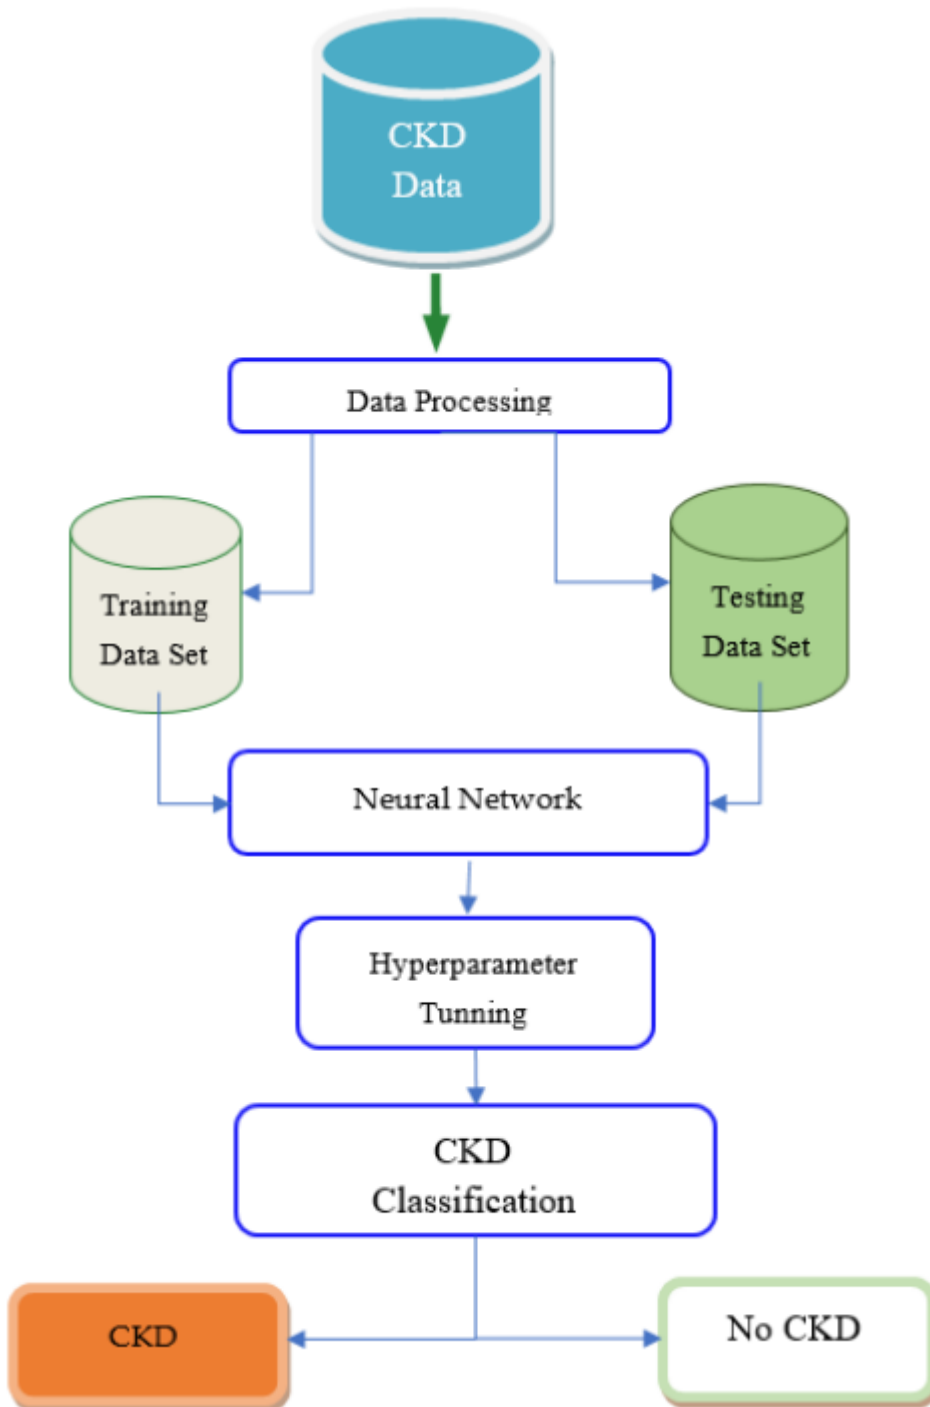 CKD
Data
Data Processing
Training
Data Set
Testing
Data Set
Neural Network
Hyperparameter
Tunning
CKD
Classification
CKD
No CKD